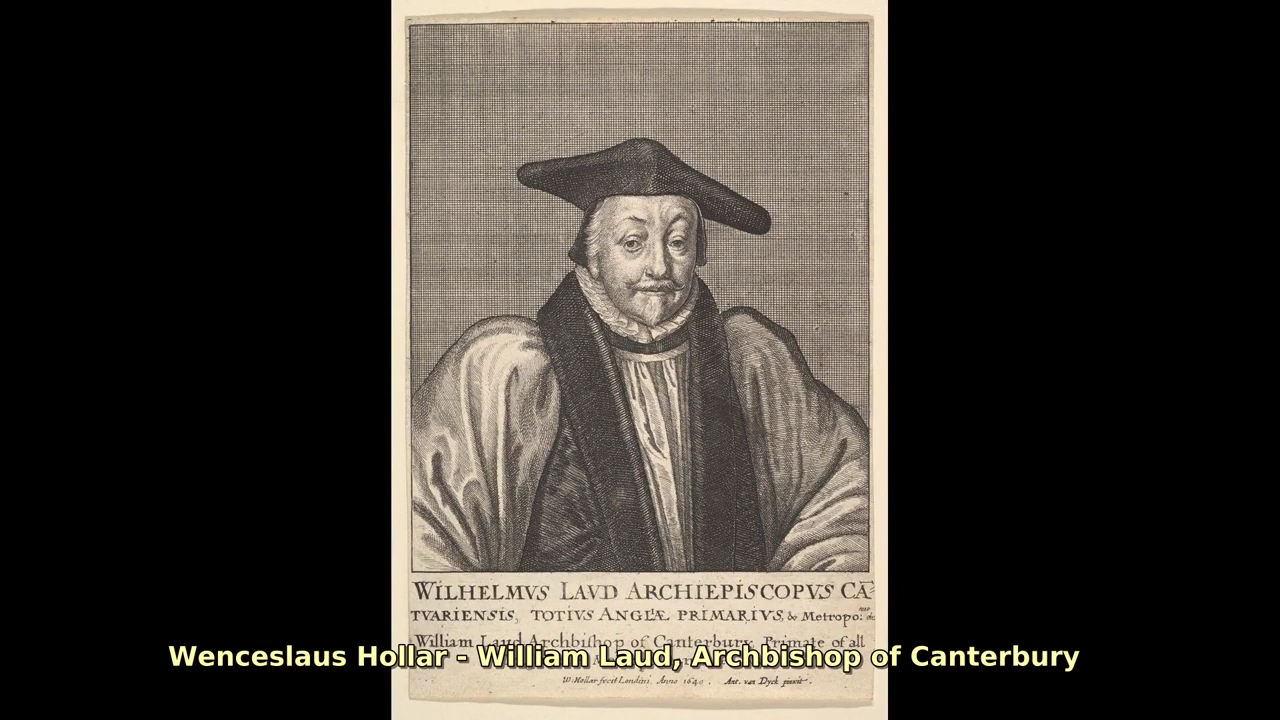 WILHELMVS LAVD ARCHIEPISCOPVS CĀ
TVARIENSIS, TOTIVS ANGLIÆ PRIMARIVS, & Metropo:
William Laud Archbishop of Canterbury, Primate of all
Wenceslaus Hollar - William Laud, Archbishop of Canterbury
W: Hollar fecit Londini, Anno 1640. Ant. van Dyck pinxit.